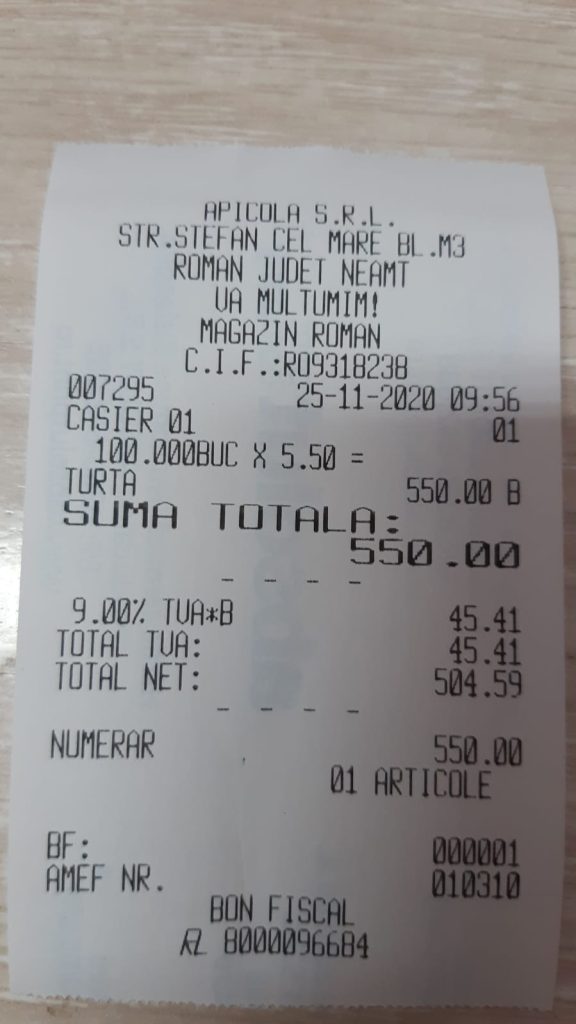 APICOLA S.R.L.
STR.STEFAN CEL MARE BL.M3
ROMAN JUDET NEAMT
VA MULTUMIM!
MAGAZIN ROMAN
C.I.F.:RO9318238
007295 25-11-2020 09:56
CASIER 01 01
100.000BUC X 5.50 =
TURTA 550.00 B
SUMA TOTALA:
550.00
- - - -
9.00% TVA*B 45.41
TOTAL TVA: 45.41
TOTAL NET: 504.59
- - - -
NUMERAR 550.00
01 ARTICOLE
BF: 000001
AMEF NR. 010310
BON FISCAL
8000096684